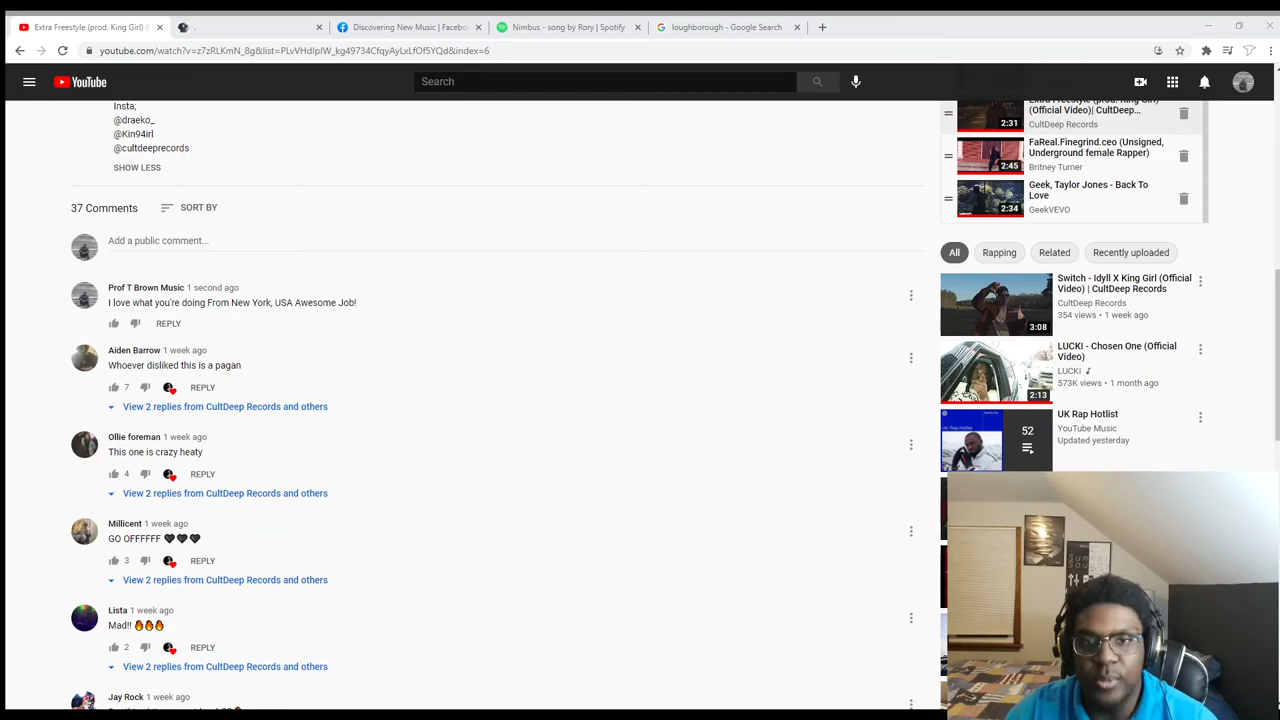 Extra Freestyle (prod. King Girl) (
Discovering New Music | Faceboo
Nimbus - song by Rory | Spotify
loughborough - Google Search
youtube.com/watch?v=z7zRLKmN_8g&list=PLvVHdIpIW_kg49734CfqyAyLxLfOf5YQd&index=6
YouTube
Search
Insta;
@draeko_
@Kin94irl
@cultdeeprecords
SHOW LESS
37 Comments
SORT BY
Add a public comment...
Prof T Brown Music 1 second ago
I love what you're doing From New York, USA Awesome Job!
REPLY
Aiden Barrow 1 week ago
Whoever disliked this is a pagan
7 REPLY
View 2 replies from CultDeep Records and others
Ollie foreman 1 week ago
This one is crazy heaty
4 REPLY
View 2 replies from CultDeep Records and others
Millicent 1 week ago
GO OFFFFFF 🖤🖤🖤
3 REPLY
View 2 replies from CultDeep Records and others
Lista 1 week ago
Mad!! 🔥🔥🔥
2 REPLY
View 2 replies from CultDeep Records and others
Jay Rock 1 week ago
Extra Freestyle (prod. King Girl)
(Official Video)| CultDeep...
CultDeep Records
2:31
FaReal.Finegrind.ceo (Unsigned,
Underground female Rapper)
Britney Turner
2:45
Geek, Taylor Jones - Back To
Love
GeekVEVO
2:34
All Rapping Related Recently uploaded
Switch - Idyll X King Girl (Official
Video) | CultDeep Records
CultDeep Records
354 views • 1 week ago
3:08
LUCKI - Chosen One (Official
Video)
LUCKI
573K views • 1 month ago
2:13
UK Rap Hotlist
YouTube Music
Updated yesterday
52